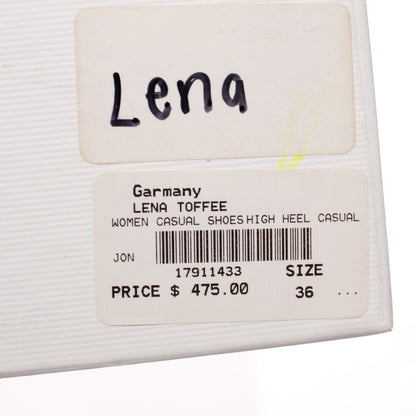 Lena
Garmany
LENA TOFFEE
WOMEN CASUAL SHOES HIGH HEEL CASUAL
JON
17911433 SIZE
PRICE $ 475.00 36 ...